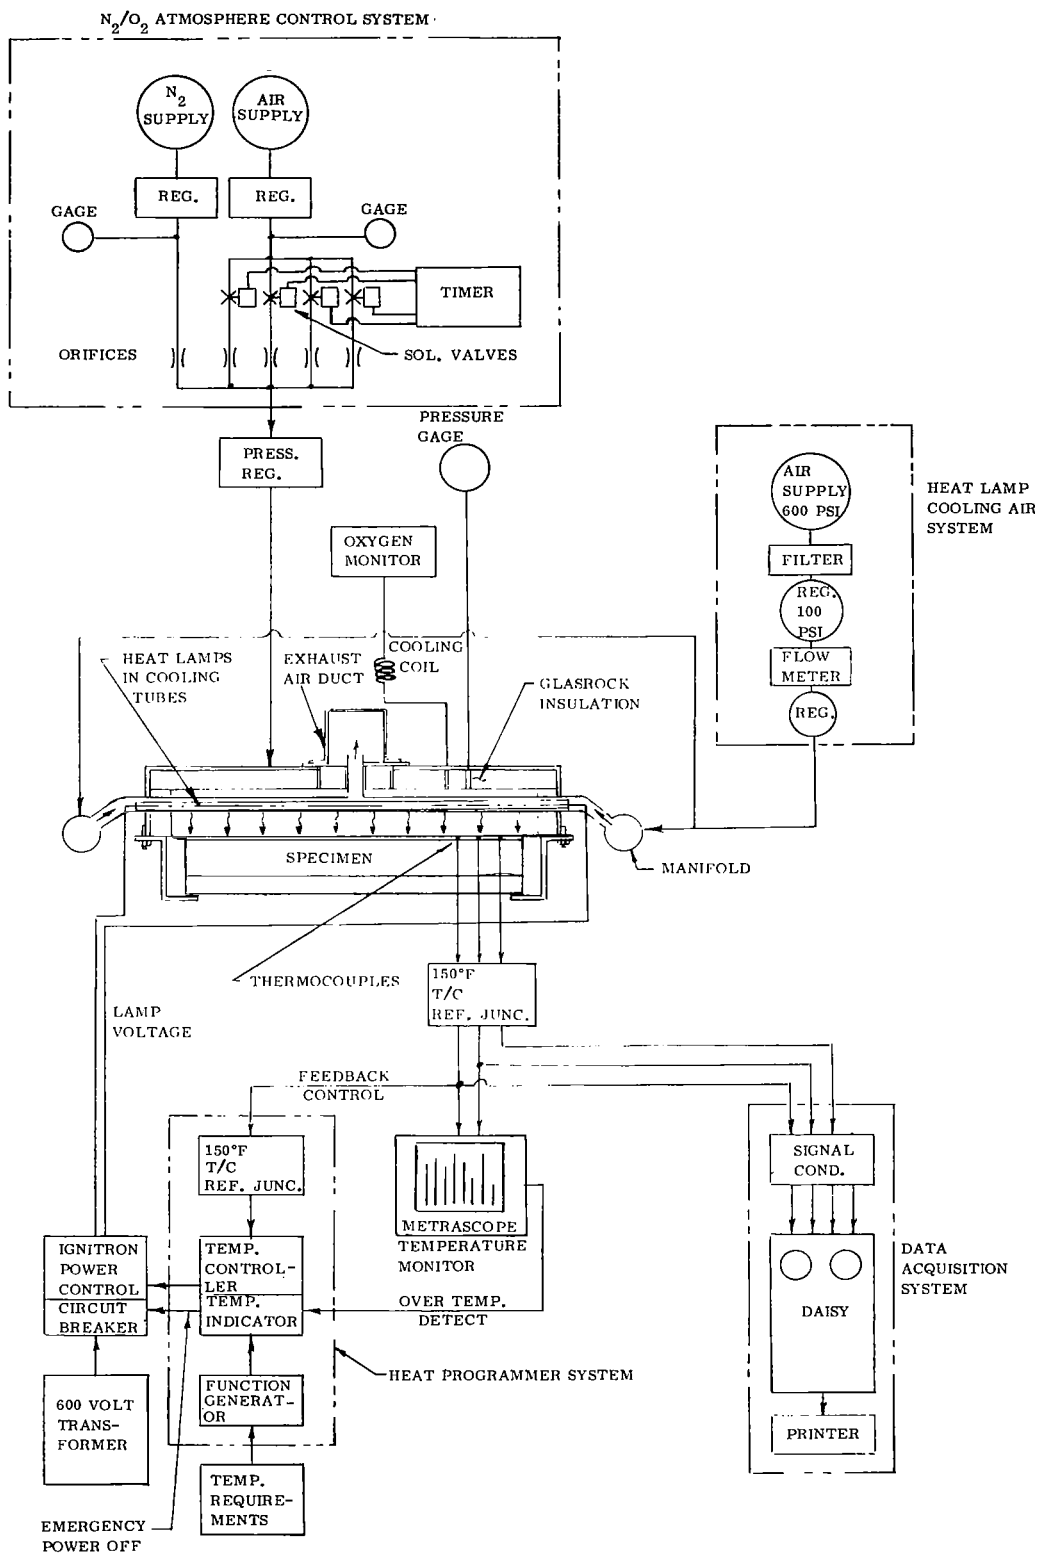 N2/O2 ATMOSPHERE CONTROL SYSTEM
N2
SUPPLY
AIR
SUPPLY
REG.
REG.
GAGE
GAGE
TIMER
ORIFICES
SOL. VALVES
PRESS.
REG.
PRESSURE
GAGE
OXYGEN
MONITOR
AIR
SUPPLY
600 PSI
FILTER
REG.
100
PSI
FLOW
METER
REG.
HEAT LAMP
COOLING AIR
SYSTEM
HEAT LAMPS
IN COOLING
TUBES
EXHAUST
AIR DUCT
COOLING
COIL
GLASROCK
INSULATION
SPECIMEN
MANIFOLD
THERMOCOUPLES
150°F
T/C
REF. JUNC.
LAMP
VOLTAGE
FEEDBACK
CONTROL
150°F
T/C
REF. JUNC.
METRASCOPE
TEMPERATURE
MONITOR
SIGNAL
COND.
IGNITRON
POWER
CONTROL
CIRCUIT
BREAKER
TEMP.
CONTROL-
LER
TEMP.
INDICATOR
OVER TEMP.
DETECT
DAISY
DATA
ACQUISITION
SYSTEM
HEAT PROGRAMMER SYSTEM
600 VOLT
TRANS-
FORMER
FUNCTION
GENERAT-
OR
PRINTER
TEMP.
REQUIRE-
MENTS
EMERGENCY
POWER OFF